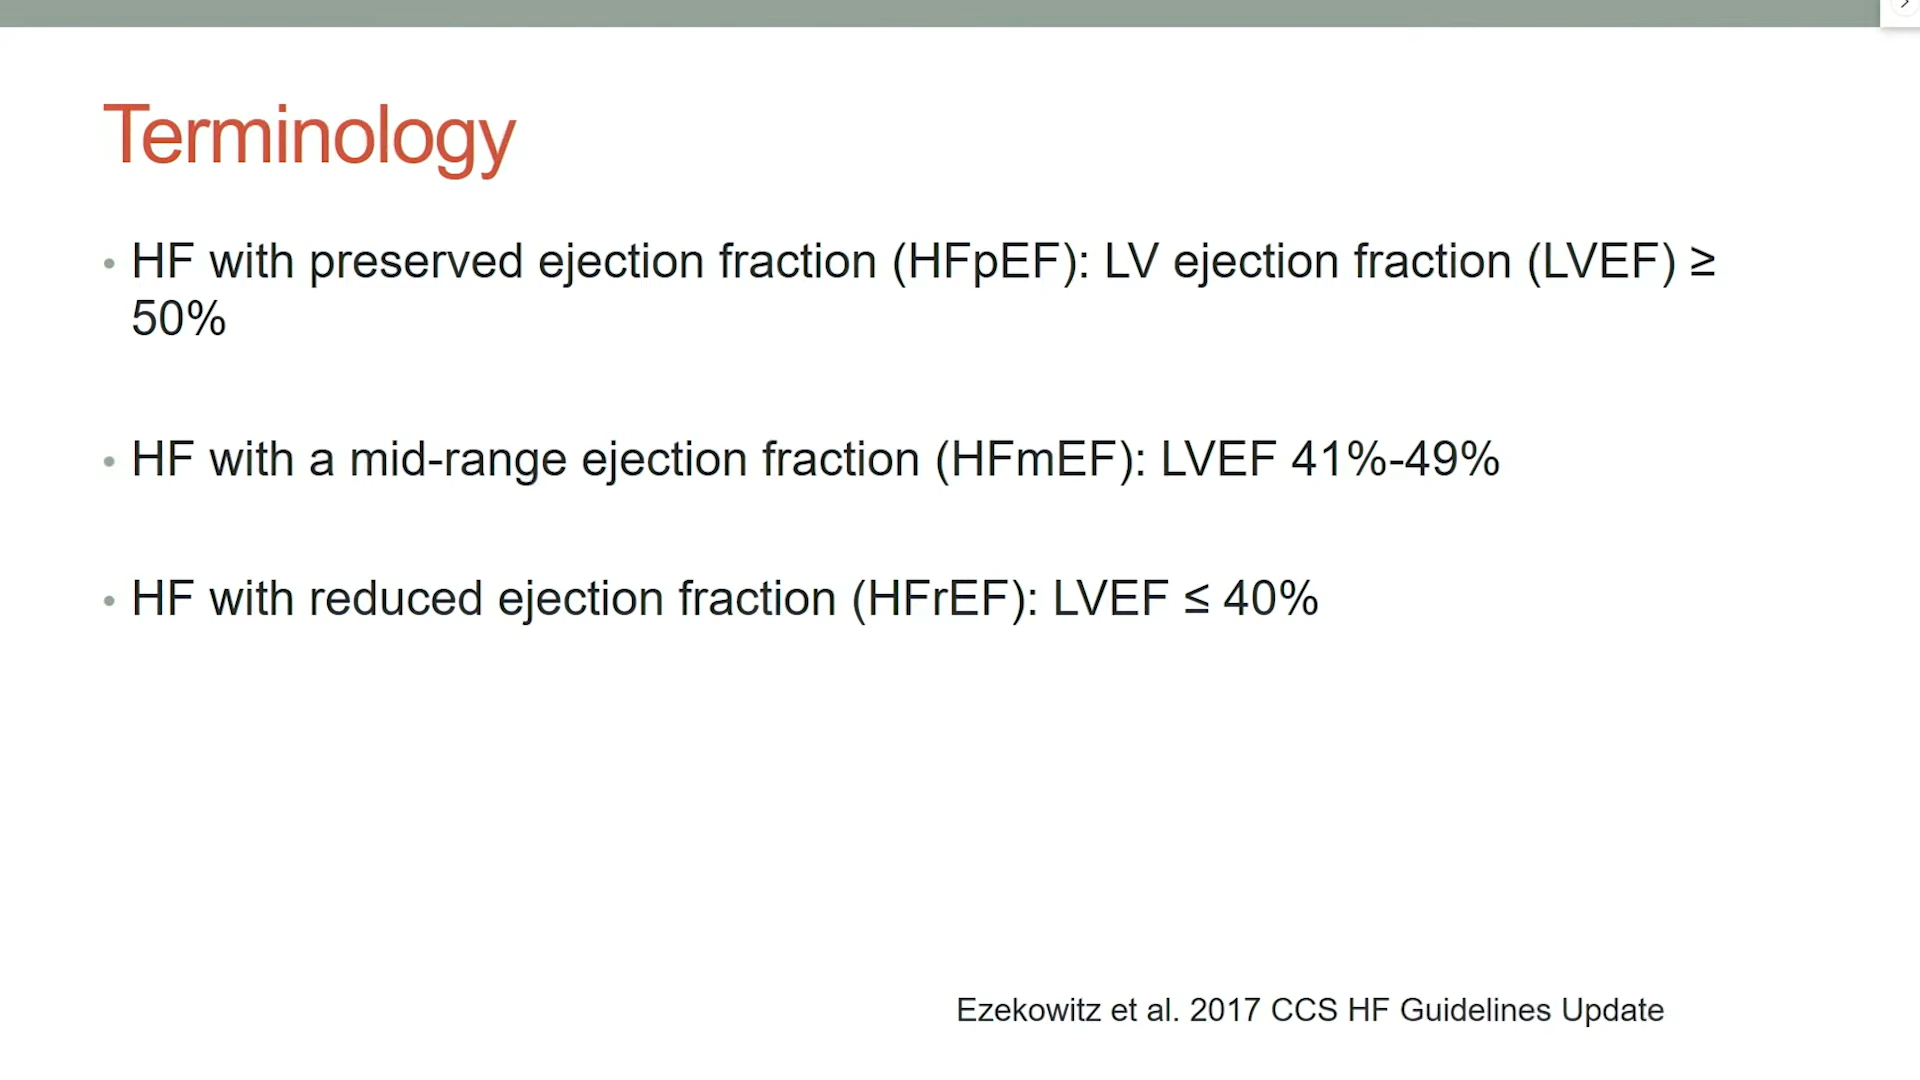 Terminology
• HF with preserved ejection fraction (HFpEF): LV ejection fraction (LVEF) ≥
50%
• HF with a mid-range ejection fraction (HFmEF): LVEF 41%-49%
• HF with reduced ejection fraction (HFrEF): LVEF ≤ 40%
Ezekowitz et al. 2017 CCS HF Guidelines Update